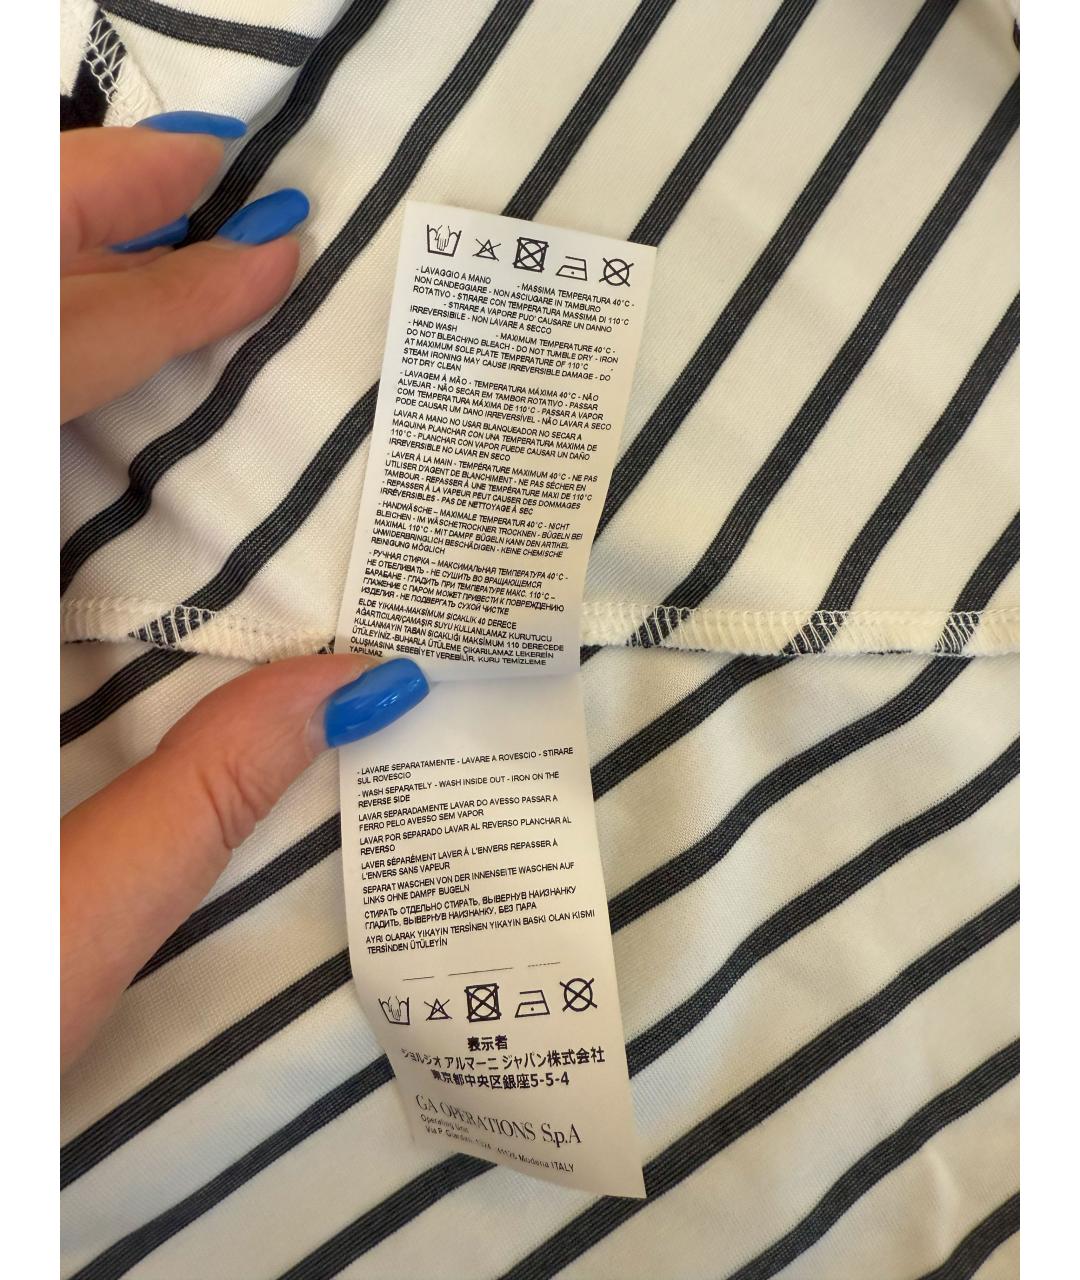 - LAVAGGIO A MANO - MASSIMA TEMPERATURA 40°C -
NON CANDEGGIARE - NON ASCIUGARE IN TAMBURO
ROTATIVO - STIRARE CON TEMPERATURA MASSIMA DI 110°C
- STIRARE A VAPORE PUO' CAUSARE UN DANNO
IRREVERSIBILE - NON LAVARE A SECCO
- HAND WASH - MAXIMUM TEMPERATURE 40°C -
DO NOT BLEACH/NO BLEACH - DO NOT TUMBLE DRY - IRON
AT MAXIMUM SOLE PLATE TEMPERATURE OF 110°C -
STEAM IRONING MAY CAUSE IRREVERSIBLE DAMAGE - DO
NOT DRY CLEAN
- LAVAGEM À MÃO - TEMPERATURA MÁXIMA 40°C - NÃO
ALVEJAR - NÃO SECAR EM TAMBOR ROTATIVO - PASSAR
COM TEMPERATURA MÁXIMA DE 110°C - PASSAR A VAPOR
PODE CAUSAR UM DANO IRREVERSÍVEL - NÃO LAVAR A SECO
LAVAR A MANO NO USAR BLANQUEADOR NO SECAR A
MAQUINA PLANCHAR CON UNA TEMPERATURA MAXIMA DE
110°C - PLANCHAR CON VAPOR PUEDE CAUSAR UN DAÑO
IRREVERSIBLE NO LAVAR EN SECO
- LAVER À LA MAIN - TEMPÉRATURE MAXIMUM 40°C - NE PAS
UTILISER D'AGENT DE BLANCHIMENT - NE PAS SÉCHER EN
TAMBOUR - REPASSER À UNE TEMPÉRATURE MAXI DE 110°C
- REPASSER À LA VAPEUR PEUT CAUSER DES DOMMAGES
IRRÉVERSIBLES - PAS DE NETTOYAGE À SEC
- HANDWÄSCHE – MAXIMALE TEMPERATUR 40°C - NICHT
BLEICHEN - IM WÄSCHETROCKNER TROCKNEN - BÜGELN BEI
MAXIMAL 110°C - MIT DAMPF BÜGELN KANN DEN ARTIKEL
UNWIDERBRINGLICH BESCHÄDIGEN - KEINE CHEMISCHE
REINIGUNG MÖGLICH
- РУЧНАЯ СТИРКА – МАКСИМАЛЬНАЯ ТЕМПЕРАТУРА 40°C -
НЕ ОТБЕЛИВАТЬ - НЕ СУШИТЬ ВО ВРАЩАЮЩЕМСЯ
БАРАБАНЕ - ГЛАДИТЬ ПРИ ТЕМПЕРАТУРЕ МАКС. 110°C –
ГЛАЖЕНИЕ С ПАРОМ МОЖЕТ ПРИВЕСТИ К ПОВРЕЖДЕНИЮ
ИЗДЕЛИЯ - НЕ ПОДВЕРГАТЬ СУХОЙ ЧИСТКЕ
ELDE YIKAMA-MAKSİMUM SICAKLIK 40 DERECE
AĞARTICILAR/ÇAMAŞIR SUYU KULLANILAMAZ KURUTUCU
KULLANMAYIN TABAN SICAKLIĞI MAKSİMUM 110 DERECEDE
ÜTÜLEYİNİZ -BUHARLA ÜTÜLEME ÇIKARILAMAZ LEKEREİN
OLUŞMASINA SEBEBİYET VEREBİLİR. KURU TEMİZLEME
YAPILMAZ
- LAVARE SEPARATAMENTE - LAVARE A ROVESCIO - STIRARE
SUL ROVESCIO
- WASH SEPARATELY - WASH INSIDE OUT - IRON ON THE
REVERSE SIDE
LAVAR SEPARADAMENTE LAVAR DO AVESSO PASSAR A
FERRO PELO AVESSO SEM VAPOR
LAVAR POR SEPARADO LAVAR AL REVERSO PLANCHAR AL
REVERSO
LAVER SÉPARÉMENT LAVER À L'ENVERS REPASSER À
L'ENVERS SANS VAPEUR
SEPARAT WASCHEN VON DER INNENSEITE WASCHEN AUF
LINKS OHNE DAMPF BUGELN
СТИРАТЬ ОТДЕЛЬНО СТИРАТЬ, ВЫВЕРНУВ НАИЗНАНКУ
ГЛАДИТЬ, ВЫВЕРНУВ НАИЗНАНКУ, БЕЗ ПАРА
AYRI OLARAK YIKAYIN TERSİNEN YIKAYIN BASKI OLAN KISMI
TERSİNDEN ÜTÜLEYİN
表示者
ジョルジオ アルマーニ ジャパン株式会社
東京都中央区銀座5-5-4
GA OPERATIONS S.p.A
Operating Unit
Via P. Giardini, 1324 41126 Modena ITALY